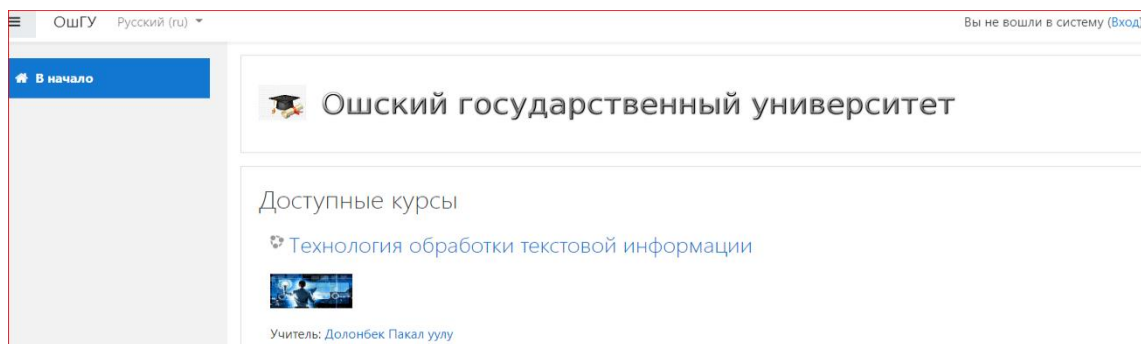 ОшГУ Русский (ru) Вы не вошли в систему (Вход)
В начало
Ошский государственный университет
Доступные курсы
Технология обработки текстовой информации
Учитель: Долонбек Пакал уулу